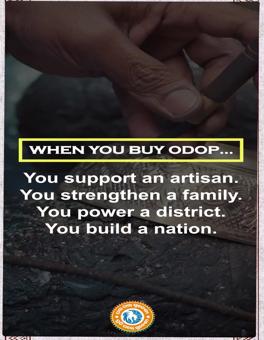 WHEN YOU BUY ODOP...
You support an artisan.
You strengthen a family.
You power a district.
You build a nation.